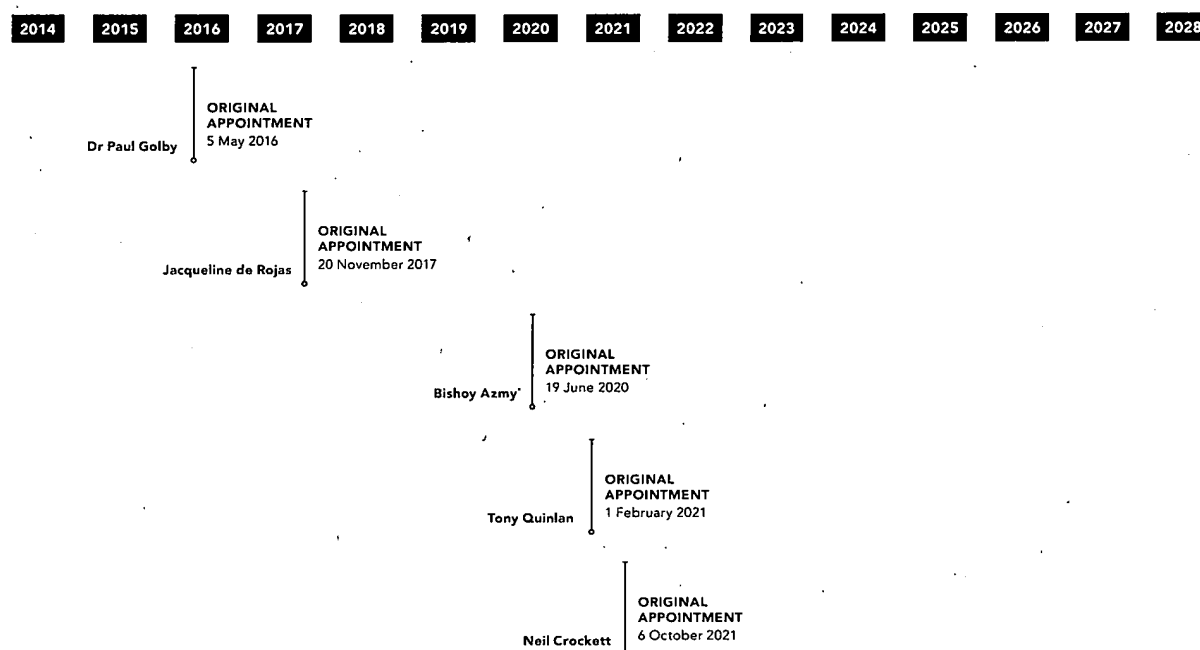 2014 2015 2016 2017 2018 2019 2020 2021 2022 2023 2024 2025 2026 2027 2028
ORIGINAL
APPOINTMENT
5 May 2016
Dr Paul Golby
ORIGINAL
APPOINTMENT
20 November 2017
Jacqueline de Rojas
ORIGINAL
APPOINTMENT
19 June 2020
Bishoy Azmy*
ORIGINAL
APPOINTMENT
1 February 2021
Tony Quinlan
ORIGINAL
APPOINTMENT
6 October 2021
Neil Crockett